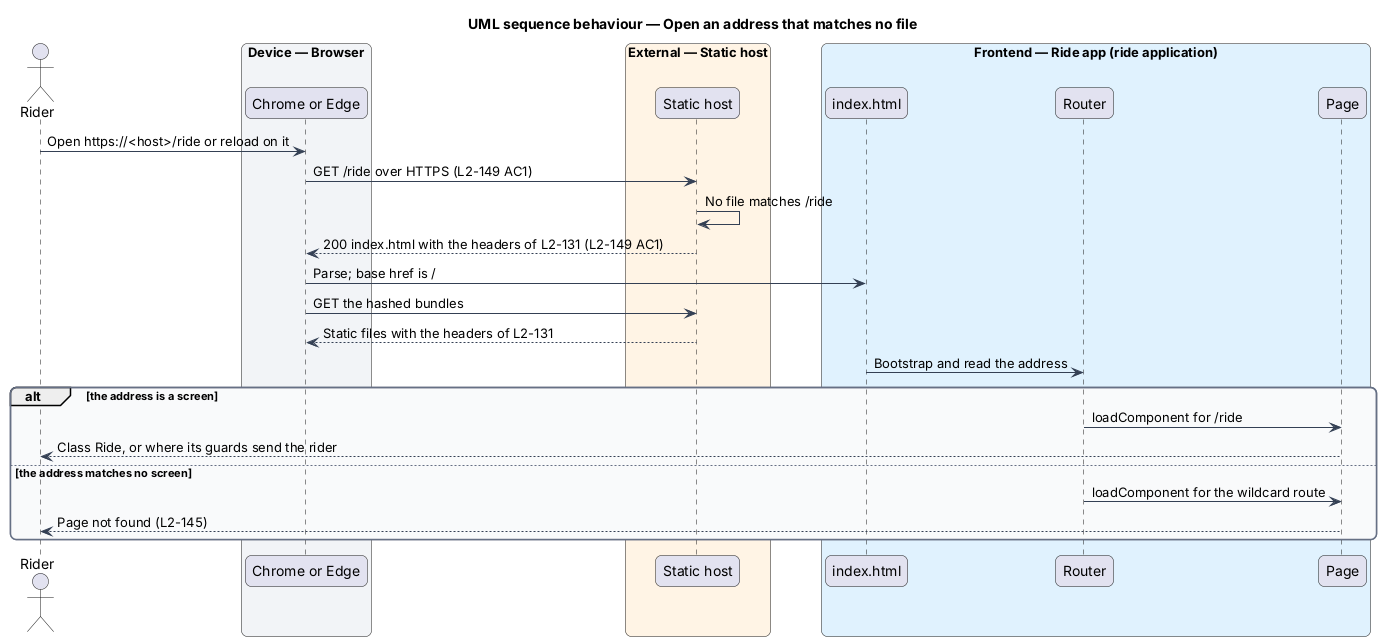 UML sequence behaviour — Open an address that matches no file
Device — Browser
External — Static host
Frontend — Ride app (ride application)
Rider
Chrome or Edge
Static host
index.html
Router
Page
Open https://<host>/ride or reload on it
GET /ride over HTTPS (L2-149 AC1)
No file matches /ride
200 index.html with the headers of L2-131 (L2-149 AC1)
Parse; base href is /
GET the hashed bundles
Static files with the headers of L2-131
Bootstrap and read the address
alt
[the address is a screen]
loadComponent for /ride
Class Ride, or where its guards send the rider
[the address matches no screen]
loadComponent for the wildcard route
Page not found (L2-145)
Rider
Chrome or Edge
Static host
index.html
Router
Page